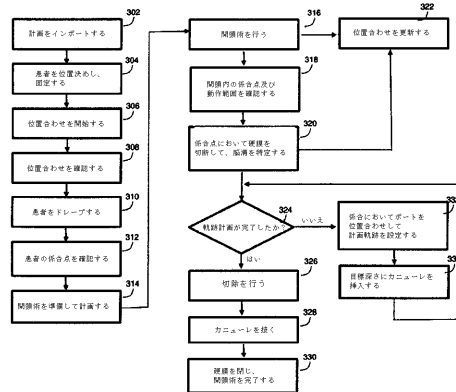 302
計画をインポートする
304
患者を位置決めし、
固定する
306
位置合わせを開始する
308
位置合わせを確認する
310
患者をドレープする
312
患者の係合点を確認する
314
開頭術を準備して計画する
316
開頭術を行う
318
開頭内の係合点及び
動作範囲を確認する
320
係合点において硬膜を
切断して、脳溝を特定する
322
位置合わせを更新する
324
軌跡計画が完了したか?
いいえ
はい
326
切除を行う
328
カニューレを抜く
330
硬膜を閉じ、
開頭術を完了する
係合においてポートを
位置合わせして
計画軌跡を設定する
目標深さにカニューレを
挿入する